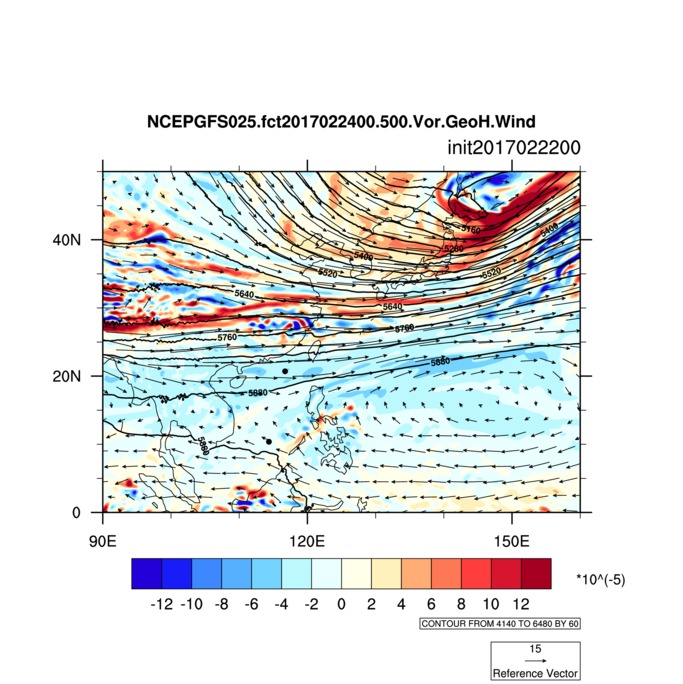 NCEPGFS025.fct2017022400.500.Vor.GeoH.Wind
init2017022200
40N
20N
0
90E 120E 150E
5160
5280
5400
5400
5520
5520
5640
5640
5760
5760
5880
5880
5880
-12 -10 -8 -6 -4 -2 0 2 4 6 8 10 12
*10^(-5)
CONTOUR FROM 4140 TO 6480 BY 60
15
Reference Vector